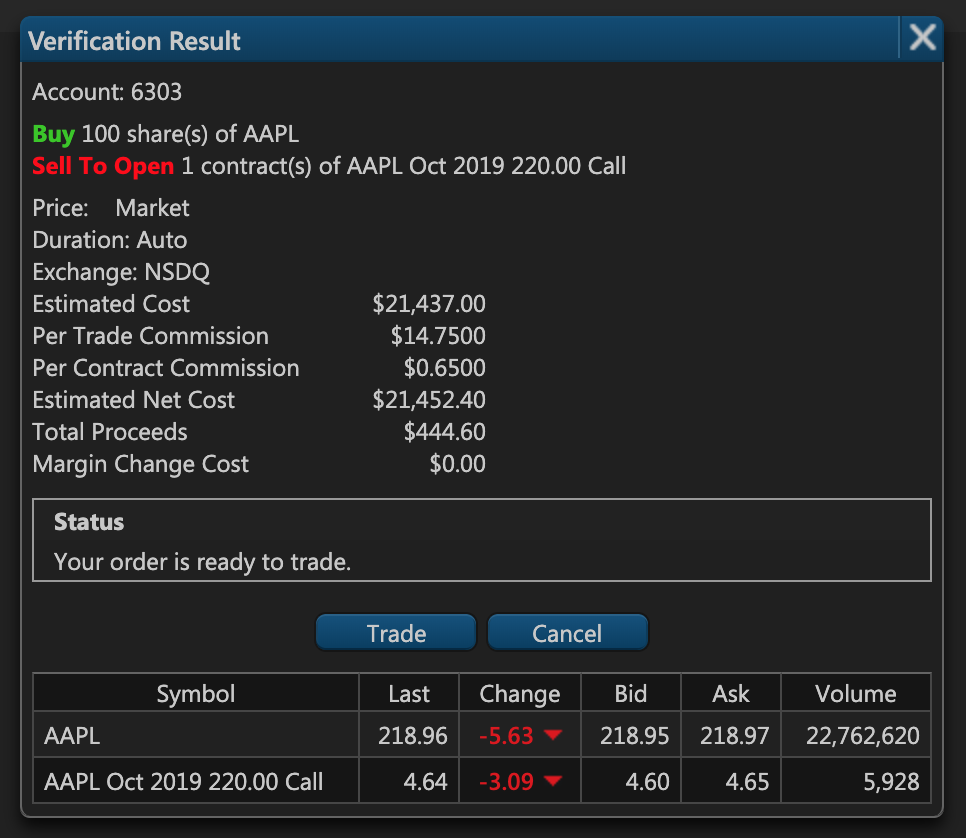 Verification Result
Account: 6303
Buy 100 share(s) of AAPL
Sell To Open 1 contract(s) of AAPL Oct 2019 220.00 Call
Price: Market
Duration: Auto
Exchange: NSDQ
Estimated Cost $21,437.00
Per Trade Commission $14.7500
Per Contract Commission $0.6500
Estimated Net Cost $21,452.40
Total Proceeds $444.60
Margin Change Cost $0.00
Status
Your order is ready to trade.
Trade Cancel
Symbol Last Change Bid Ask Volume
AAPL 218.96 -5.63 218.95 218.97 22,762,620
AAPL Oct 2019 220.00 Call 4.64 -3.09 4.60 4.65 5,928